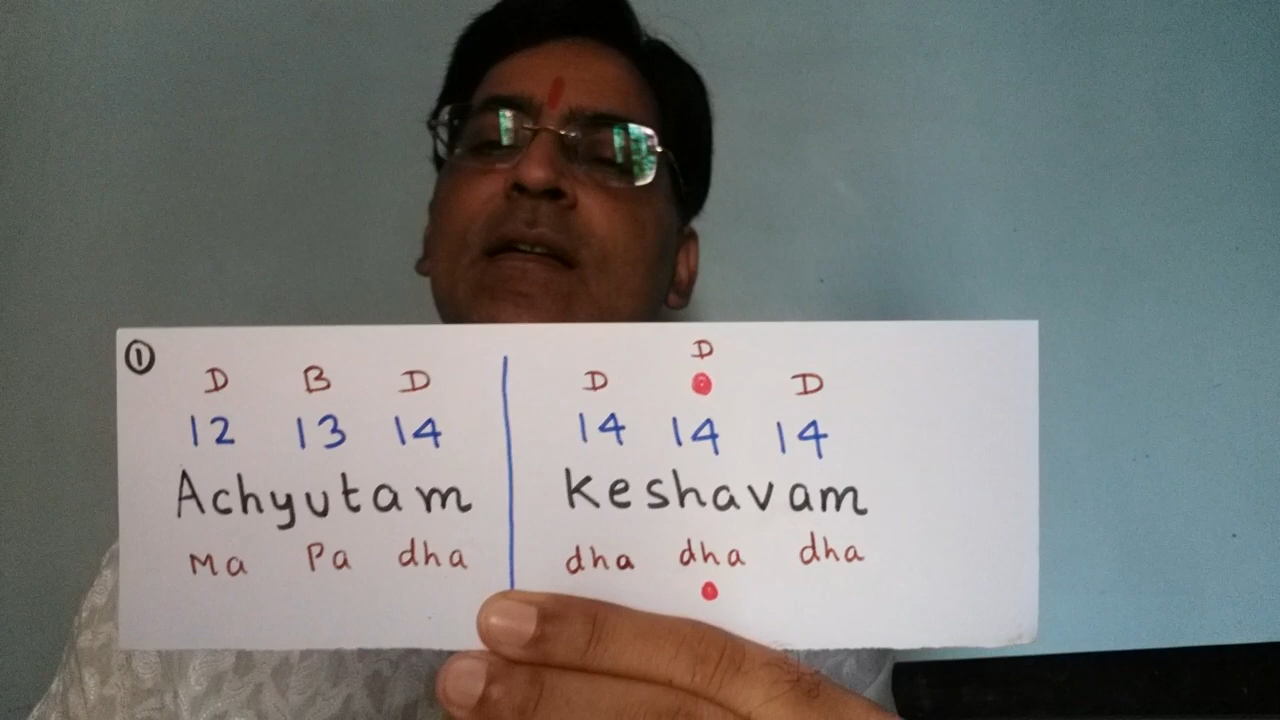 ①
D B D D D D
12 13 14 14 14 14
Achyutam keshavam
Ma Pa dha dha dha dha